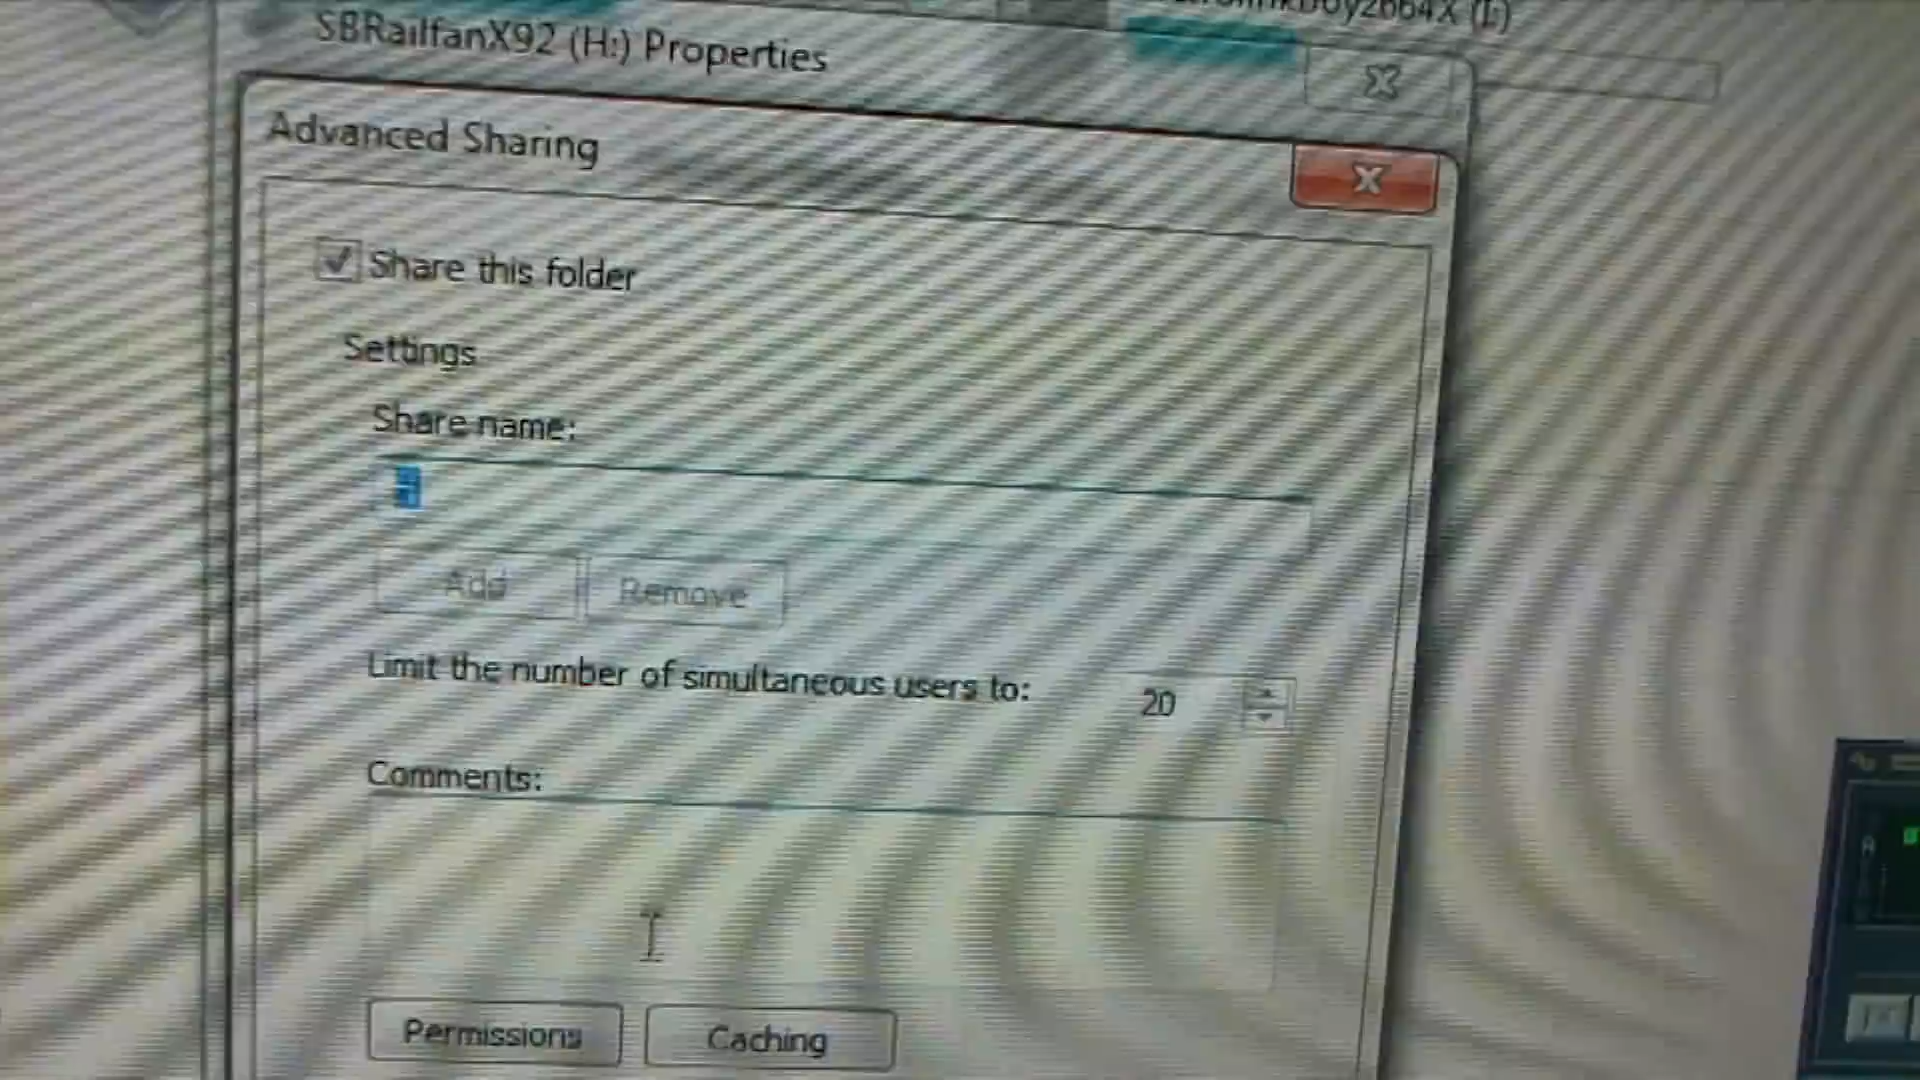 SBRailfanX92 (H:) Properties
Advanced Sharing
Share this folder
Settings
Share name:
Add Remove
Limit the number of simultaneous users to: 20
Comments:
Permissions Caching